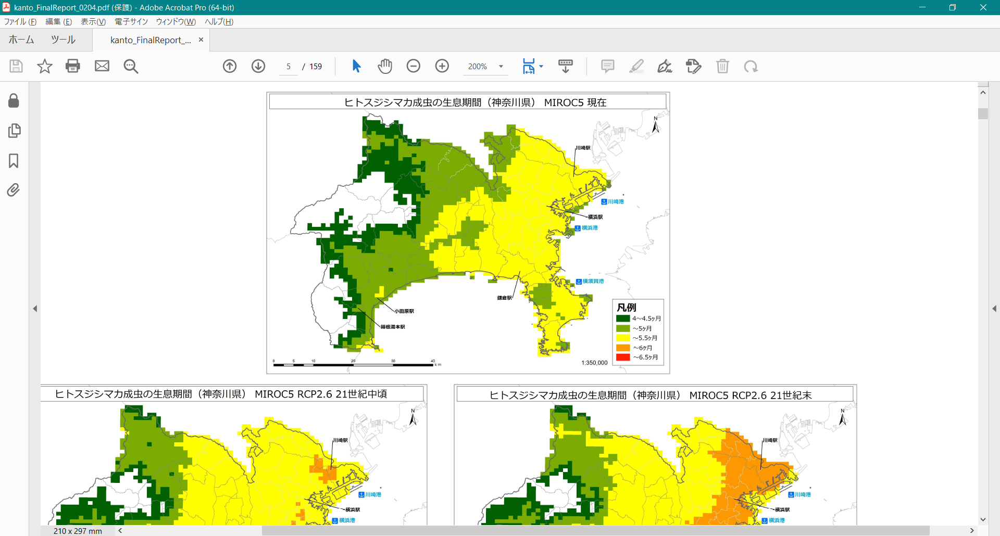 kanto_FinalReport_0204.pdf (保護) - Adobe Acrobat Pro (64-bit)
ファイル (F) 編集 (E) 表示(V) 電子サイン ウィンドウ(W) ヘルプ(H)
ホーム ツール kanto_FinalReport_... ×
5 / 159 200%
ヒトスジシマカ成虫の生息期間（神奈川県） MIROC5 現在
N
川崎駅
川崎港
横浜駅
横浜港
横須賀港
鎌倉駅
小田原駅
箱根湯本駅
凡例
4～4.5ヶ月
～5ヶ月
～5.5ヶ月
～6ヶ月
～6.5ヶ月
0 5 10 20 30 40 km
1:350,000
ヒトスジシマカ成虫の生息期間（神奈川県） MIROC5 RCP2.6 21世紀中頃
N
川崎駅
川崎港
横浜駅
横浜港
ヒトスジシマカ成虫の生息期間（神奈川県） MIROC5 RCP2.6 21世紀末
N
川崎駅
川崎港
横浜駅
横浜港
210 x 297 mm